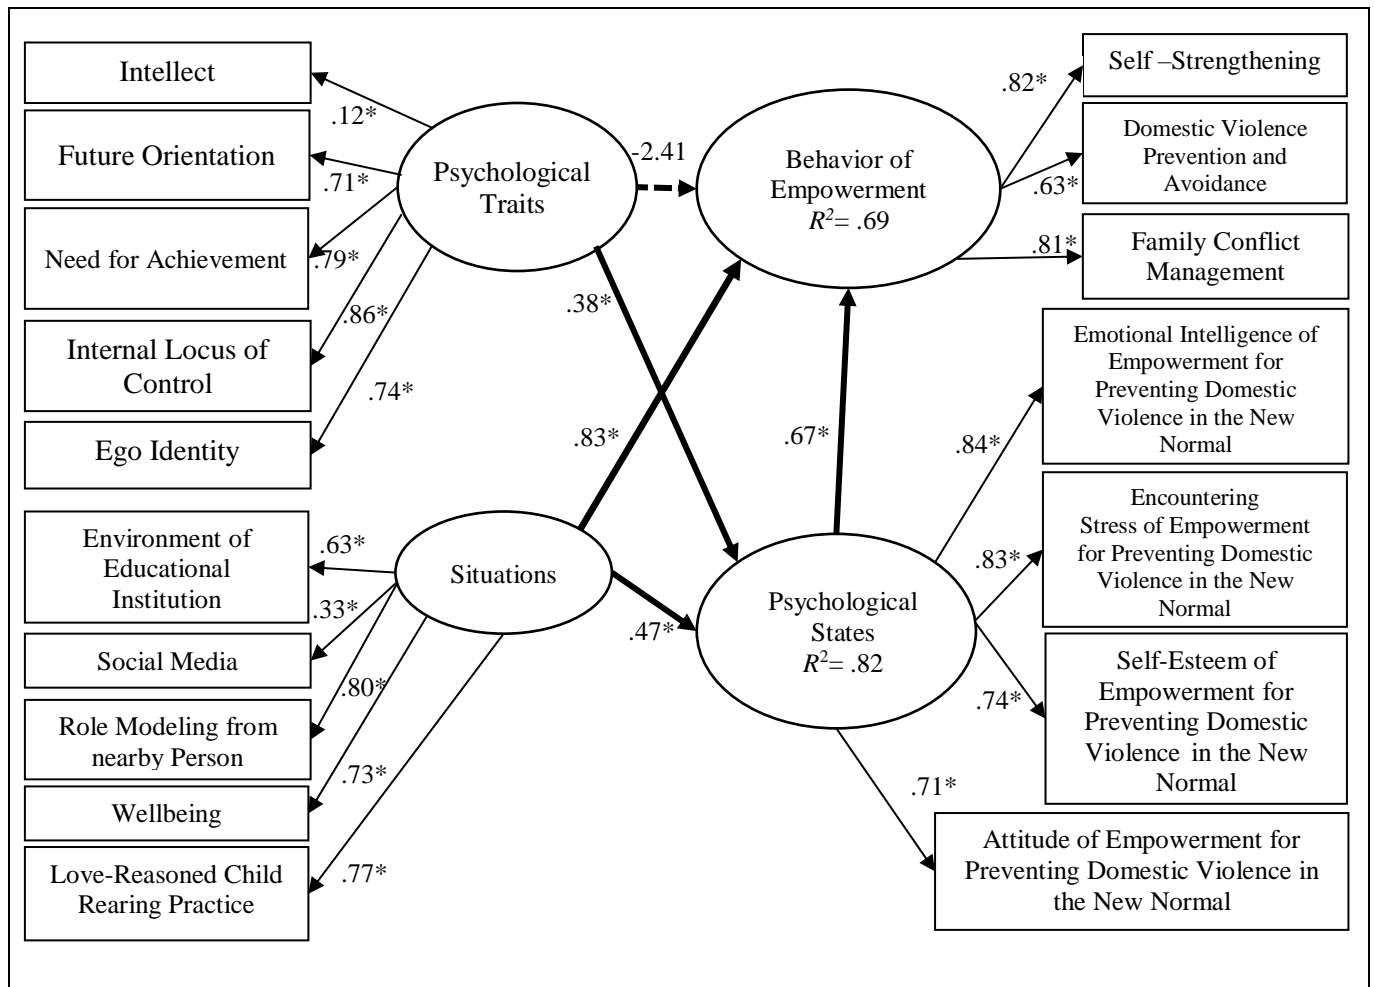 Intellect
.12*
Future Orientation
.71*
Need for Achievement
.79*
Internal Locus of
Control
.86*
Ego Identity
.74*
Psychological
Traits
-2.41
Behavior of
Empowerment
R²= .69
.82*
Self –Strengthening
Domestic Violence
Prevention and
Avoidance
.63*
.81*
Family Conflict
Management
.38*
.83*
.67*
.47*
Environment of
Educational
Institution
.63*
.33*
Social Media
.80*
Role Modeling from
nearby Person
.73*
Wellbeing
.77*
Love-Reasoned Child
Rearing Practice
Situations
Psychological
States
R²= .82
.84*
Emotional Intelligence of
Empowerment for
Preventing Domestic
Violence in the New
Normal
.83*
Encountering
Stress of Empowerment
for Preventing Domestic
Violence in the New
Normal
.74*
Self-Esteem of
Empowerment for
Preventing Domestic
Violence in the New
Normal
.71*
Attitude of Empowerment for
Preventing Domestic Violence in
the New Normal